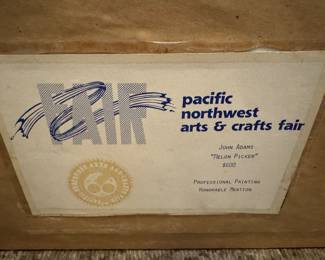 FAIR
pacific
northwest
arts & crafts fair
John Adams
"Melon Picker"
$600
Professional Painting
Honorable Mention